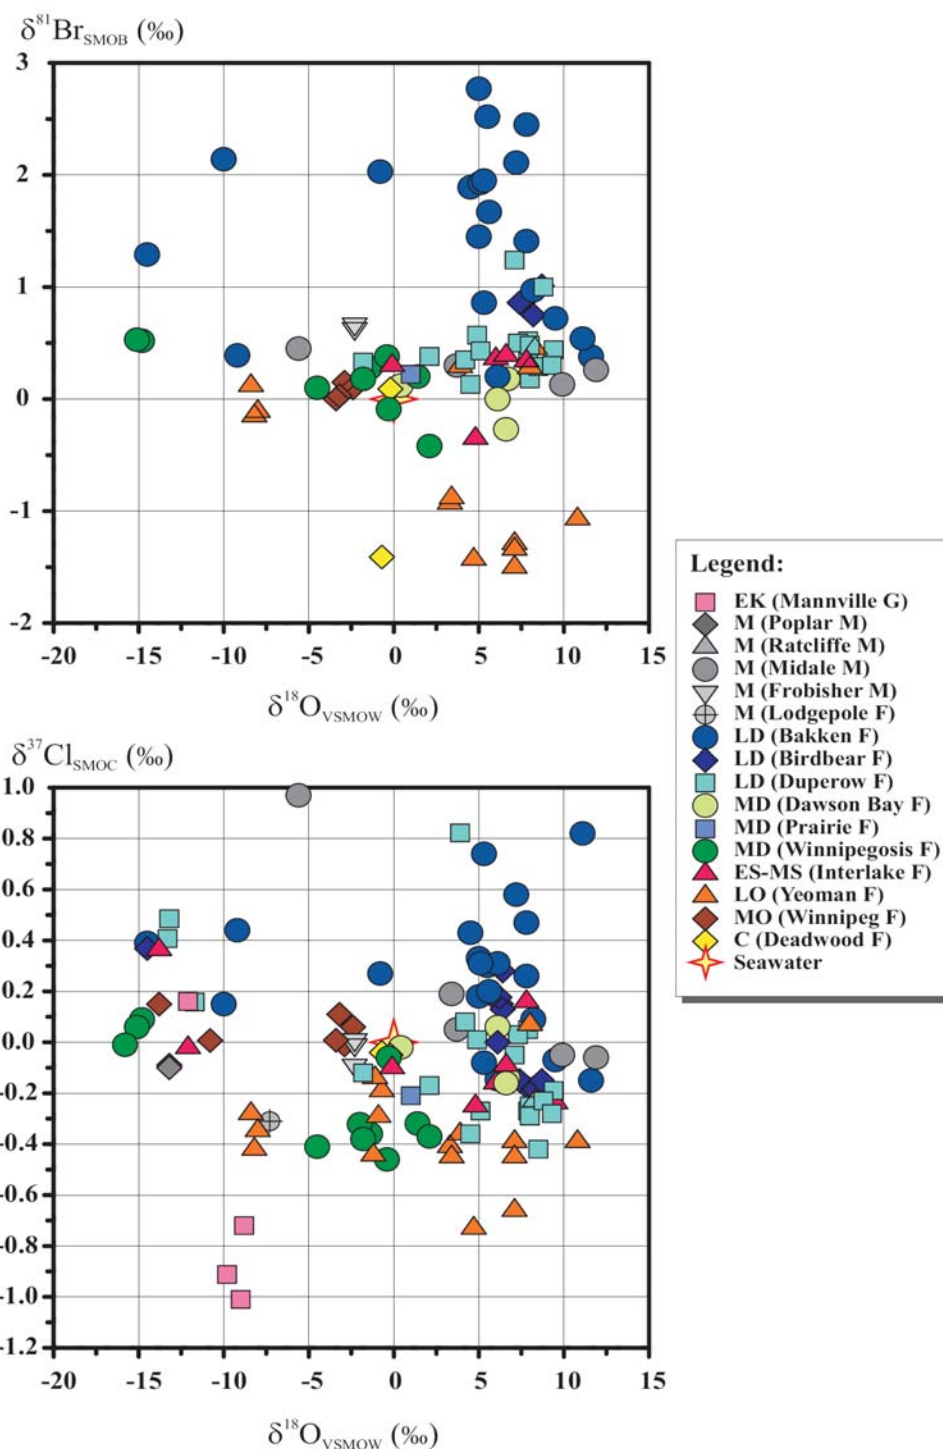 δ⁸¹Br_SMOB (‰)
3
2
1
0
-1
-2
-20 -15 -10 -5 0 5 10 15
δ¹⁸O_VSMOW (‰)
Legend:
EK (Mannville G)
M (Poplar M)
M (Ratcliffe M)
M (Midale M)
M (Frobisher M)
M (Lodgepole F)
LD (Bakken F)
LD (Birdbear F)
LD (Duperow F)
MD (Dawson Bay F)
MD (Prairie F)
MD (Winnipegosis F)
ES-MS (Interlake F)
LO (Yeoman F)
MO (Winnipeg F)
C (Deadwood F)
Seawater
δ³⁷Cl_SMOC (‰)
1.0
0.8
0.6
0.4
0.2
0.0
-0.2
-0.4
-0.6
-0.8
-1.0
-1.2
-20 -15 -10 -5 0 5 10 15
δ¹⁸O_VSMOW (‰)